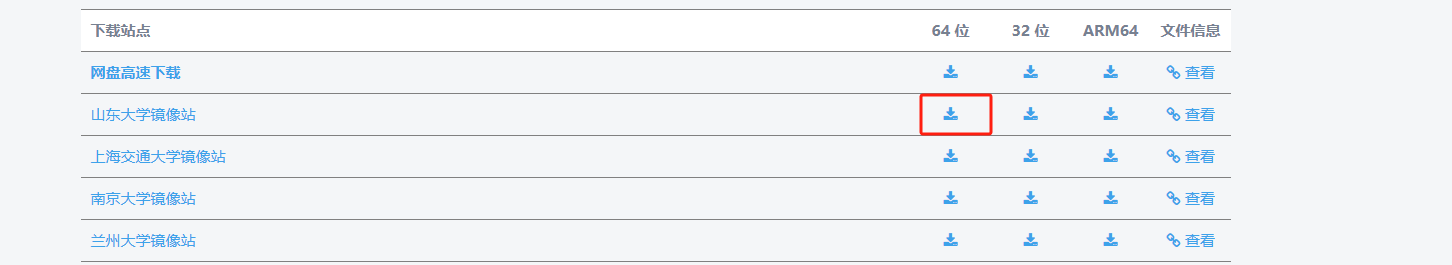 下载站点 64 位 32 位 ARM64 文件信息
网盘高速下载 查看
山东大学镜像站 查看
上海交通大学镜像站 查看
南京大学镜像站 查看
兰州大学镜像站 查看